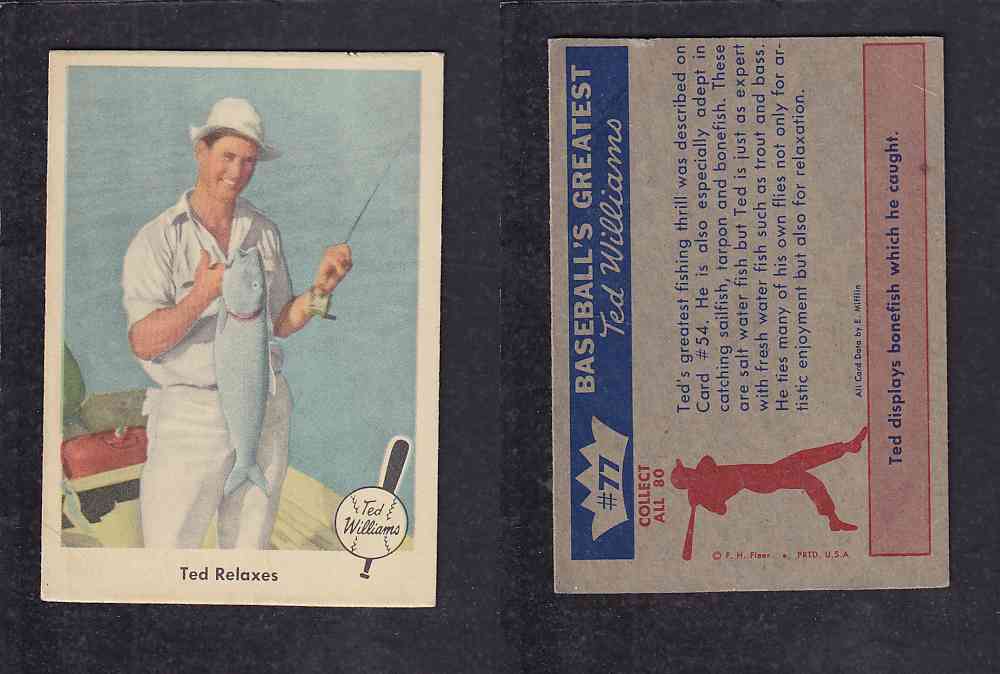 Ted
Williams
Ted Relaxes
#77
BASEBALL'S GREATEST
Ted Williams
COLLECT
ALL 80
Ted's greatest fishing thrill was described on
Card #54. He is also especially adept in
catching sailfish, tarpon and bonefish. These
are salt water fish but Ted is just as expert
with fresh water fish such as trout and bass.
He ties many of his own flies not only for ar-
tistic enjoyment but also for relaxation.
All Card Data by E. Mifflin
© F. H. Fleer • PRTD. U.S.A
Ted displays bonefish which he caught.